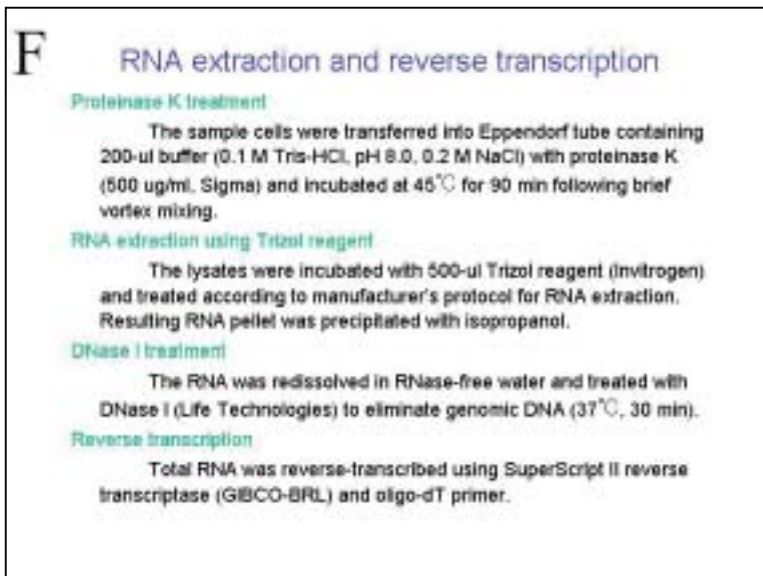 F
RNA extraction and reverse transcription
Proteinase K treatment
The sample cells were transferred into Eppendorf tube containing
200-ul buffer (0.1 M Tris-HCl, pH 8.0, 0.2 M NaCl) with proteinase K
(500 ug/ml, Sigma) and incubated at 45℃ for 90 min following brief
vortex mixing.
RNA extraction using Trizol reagent
The lysates were incubated with 500-ul Trizol reagent (Invitrogen)
and treated according to manufacturer's protocol for RNA extraction.
Resulting RNA pellet was precipitated with isopropanol.
DNase I treatment
The RNA was redissolved in RNase-free water and treated with
DNase I (Life Technologies) to eliminate genomic DNA (37℃, 30 min).
Reverse transcription
Total RNA was reverse-transcribed using SuperScript II reverse
transcriptase (GIBCO-BRL) and oligo-dT primer.